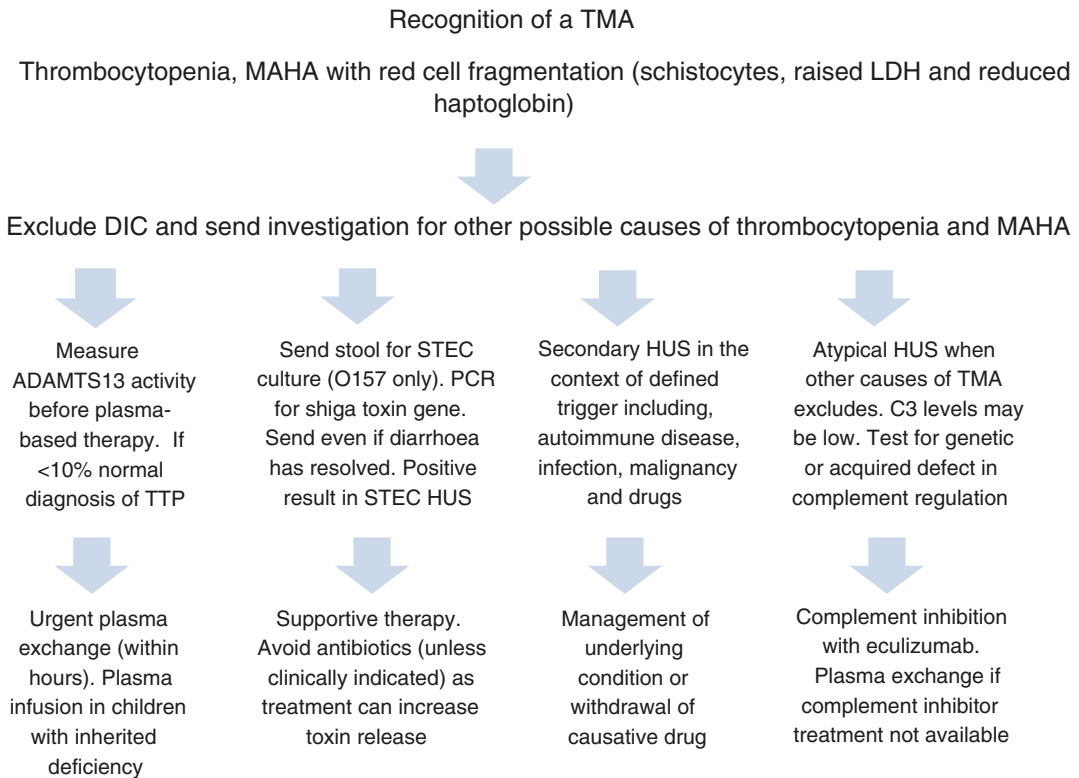 Recognition of a TMA
Thrombocytopenia, MAHA with red cell fragmentation (schistocytes, raised LDH and reduced
haptoglobin)
Exclude DIC and send investigation for other possible causes of thrombocytopenia and MAHA
Measure
ADAMTS13 activity
before plasma-
based therapy. If
<10% normal
diagnosis of TTP
Send stool for STEC
culture (O157 only). PCR
for shiga toxin gene.
Send even if diarrhoea
has resolved. Positive
result in STEC HUS
Secondary HUS in the
context of defined
trigger including,
autoimmune disease,
infection, malignancy
and drugs
Atypical HUS when
other causes of TMA
excludes. C3 levels may
be low. Test for genetic
or acquired defect in
complement regulation
Urgent plasma
exchange (within
hours). Plasma
infusion in children
with inherited
deficiency
Supportive therapy.
Avoid antibiotics (unless
clinically indicated) as
treatment can increase
toxin release
Management of
underlying
condition or
withdrawal of
causative drug
Complement inhibition
with eculizumab.
Plasma exchange if
complement inhibitor
treatment not available